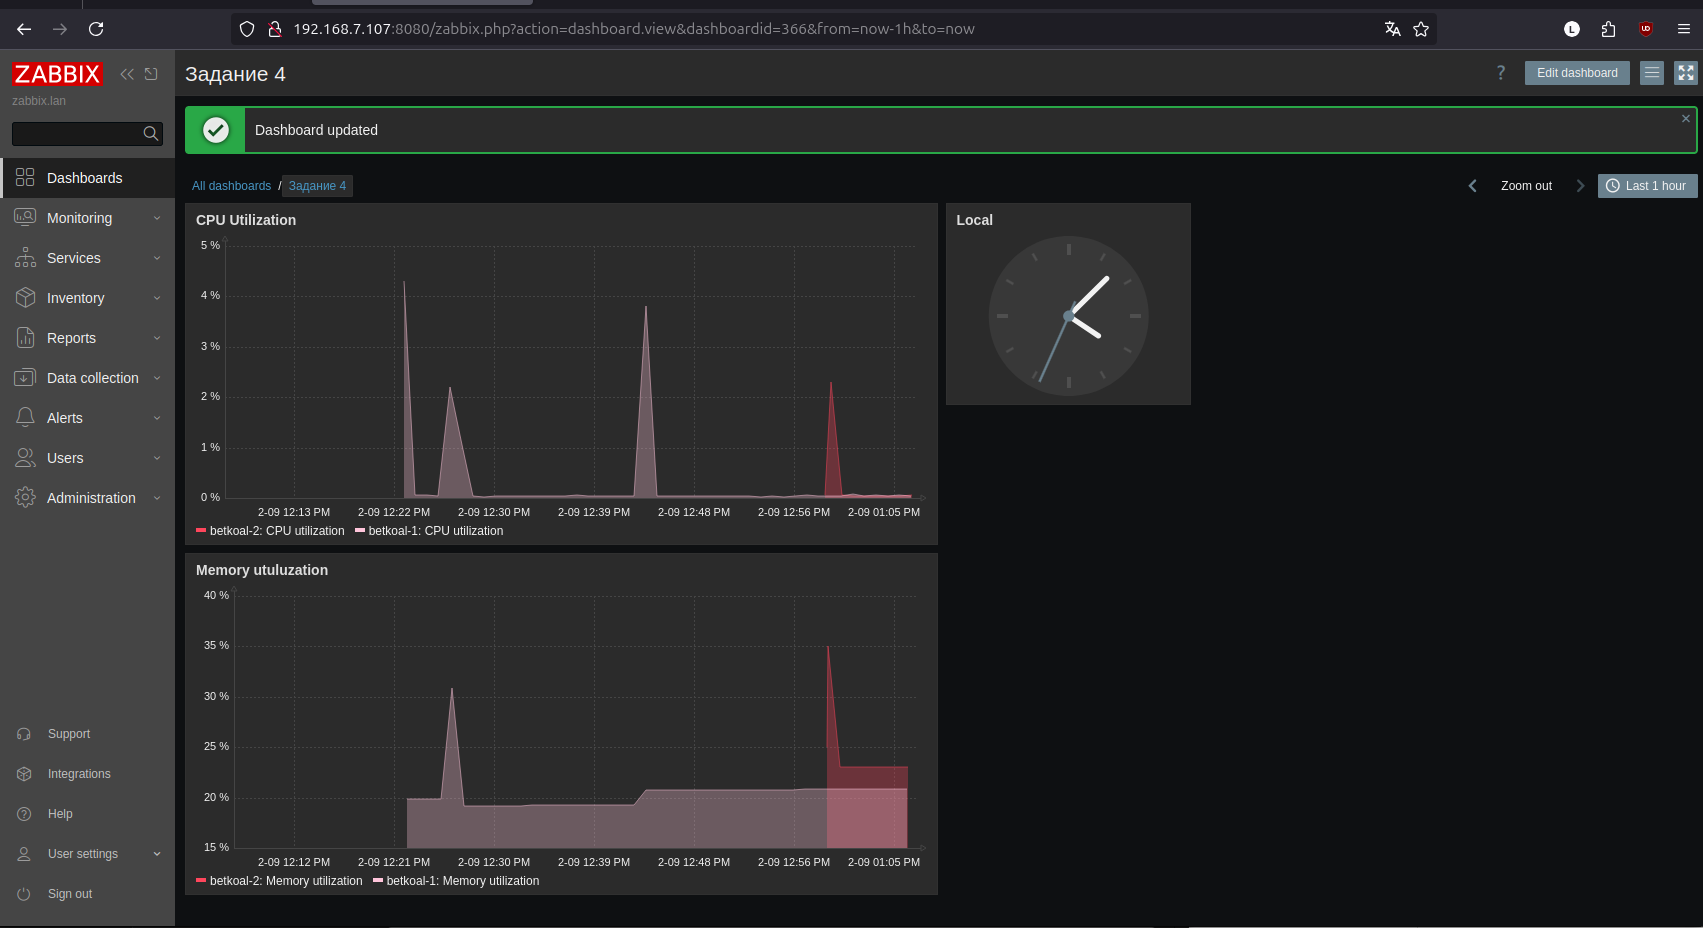 192.168.7.107:8080/zabbix.php?action=dashboard.view&dashboardid=366&from=now-1h&to=now
L
UD
ZABBIX
zabbix.lan
Dashboards
Monitoring
Services
Inventory
Reports
Data collection
Alerts
Users
Administration
Support
Integrations
Help
User settings
Sign out
Задание 4
? Edit dashboard
Dashboard updated
All dashboards / Задание 4
Zoom out Last 1 hour
CPU Utilization
5 %
4 %
3 %
2 %
1 %
0 %
2-09 12:13 PM 2-09 12:22 PM 2-09 12:30 PM 2-09 12:39 PM 2-09 12:48 PM 2-09 12:56 PM 2-09 01:05 PM
betkoal-2: CPU utilization betkoal-1: CPU utilization
Local
Memory utuluzation
40 %
35 %
30 %
25 %
20 %
15 %
2-09 12:12 PM 2-09 12:21 PM 2-09 12:30 PM 2-09 12:39 PM 2-09 12:48 PM 2-09 12:56 PM 2-09 01:05 PM
betkoal-2: Memory utilization betkoal-1: Memory utilization